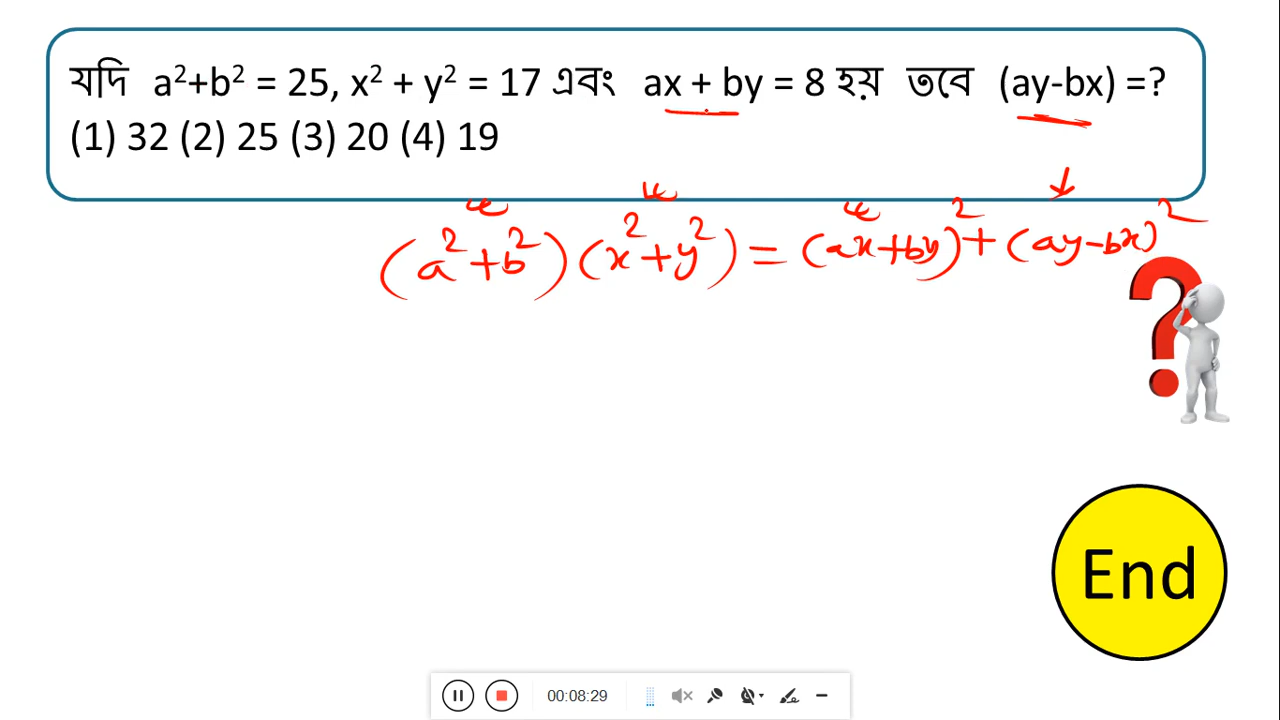 যদি a²+b² = 25, x² + y² = 17 এবং ax + by = 8 হয় তবে (ay-bx) =?
(1) 32 (2) 25 (3) 20 (4) 19
(a²+b²)(x²+y²) = (ax+by)²+(ay-bx)²
End
00:08:29